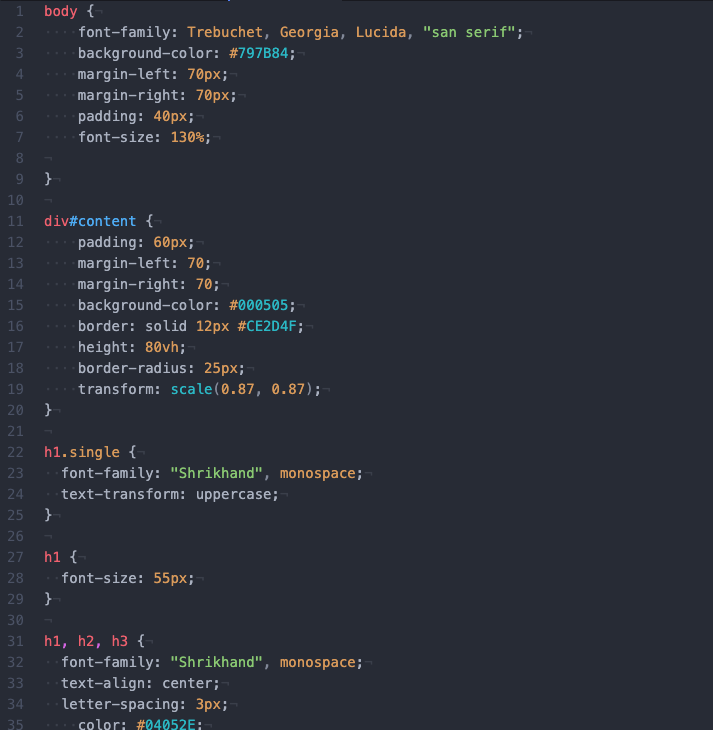 1 body {
2 font-family: Trebuchet, Georgia, Lucida, "san serif";
3 background-color: #797B84;
4 margin-left: 70px;
5 margin-right: 70px;
6 padding: 40px;
7 font-size: 130%;
8
9 }
10
11 div#content {
12 padding: 60px;
13 margin-left: 70;
14 margin-right: 70;
15 background-color: #000505;
16 border: solid 12px #CE2D4F;
17 height: 80vh;
18 border-radius: 25px;
19 transform: scale(0.87, 0.87);
20 }
21
22 h1.single {
23 font-family: "Shrikhand", monospace;
24 text-transform: uppercase;
25 }
26
27 h1 {
28 font-size: 55px;
29 }
30
31 h1, h2, h3 {
32 font-family: "Shrikhand", monospace;
33 text-align: center;
34 letter-spacing: 3px;
35 color: #04052E;